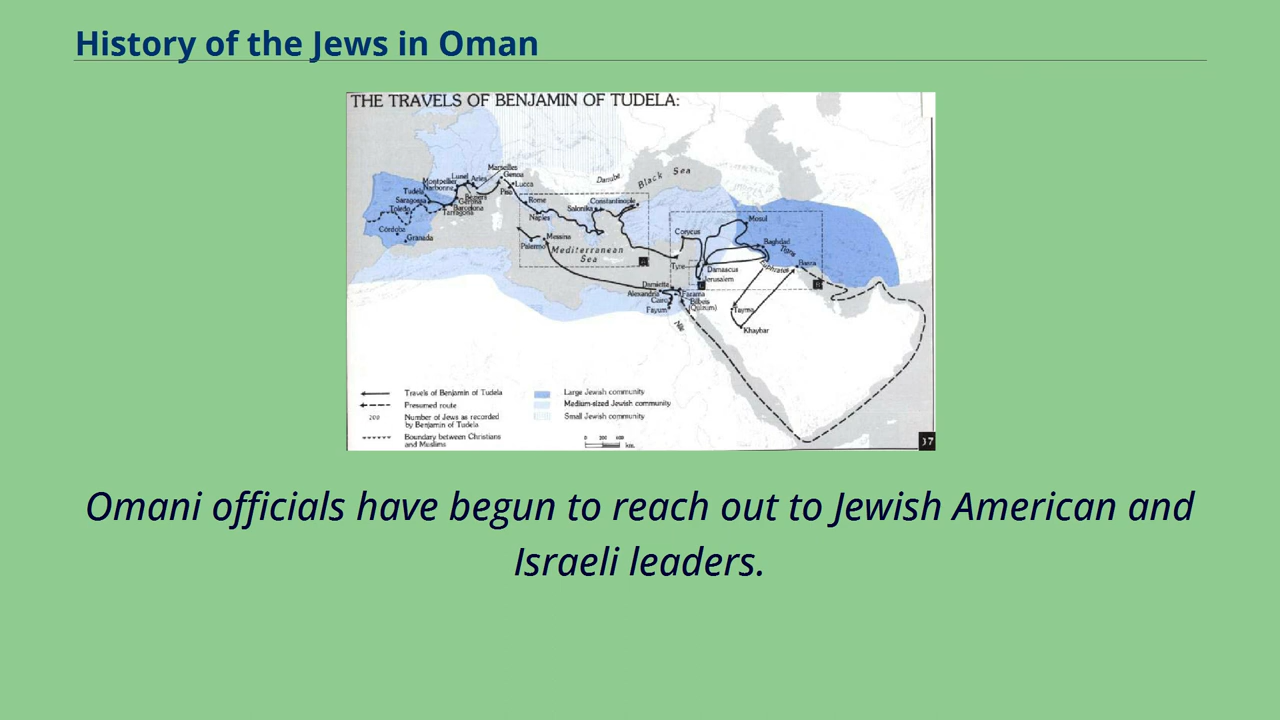 History of the Jews in Oman
THE TRAVELS OF BENJAMIN OF TUDELA:
Black Sea
Danube
Marseilles
Genoa
Lunel
Arles
Montpellier
Lucca
Narbonne
Pisa
Tudela
Beziers
Saragossa
Gerona
Barcelona
Toledo
Tarragona
Rome
Constantinople
Salonika
Naples
Córdoba
Granada
Messina
Palermo
Mediterranean
Sea
Corycus
Mosul
Baghdad
Tigris
Euphrates
Basra
Tyre
Damascus
Jerusalem
Damietta
Alexandria
Farama
Cairo
Bilbeis
Fayum
(Qulzum)
Nile
Tayma
Khaybar
Travels of Benjamin of Tudela
Presumed route
200
Number of Jews as recorded
by Benjamin of Tudela
Boundary between Christians
and Muslims
Large Jewish community
Medium-sized Jewish community
Small Jewish community
0 200 400
km.
Omani officials have begun to reach out to Jewish American and
Israeli leaders.